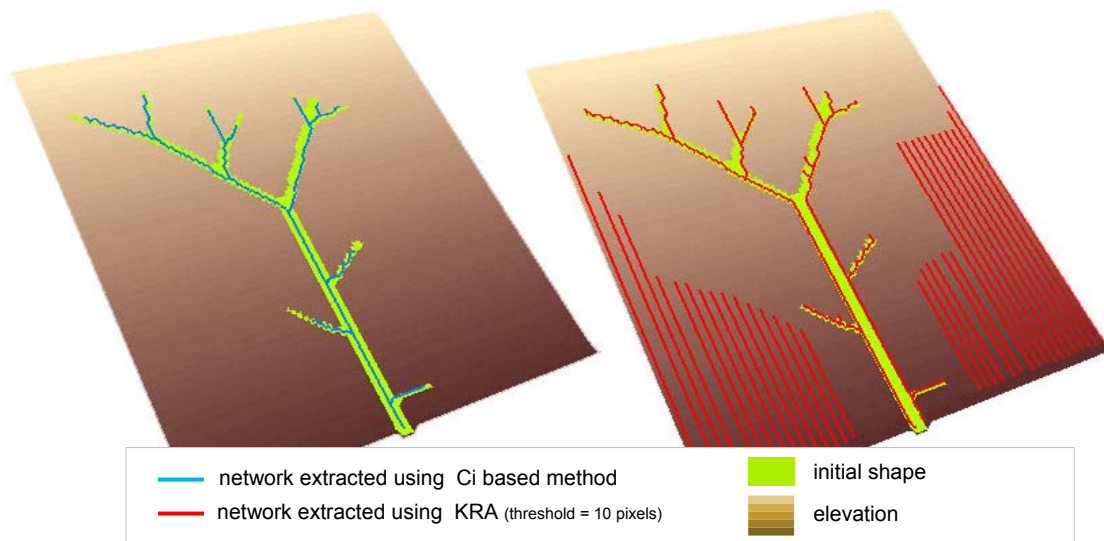 network extracted using Ci based method
network extracted using KRA (threshold = 10 pixels)
initial shape
elevation